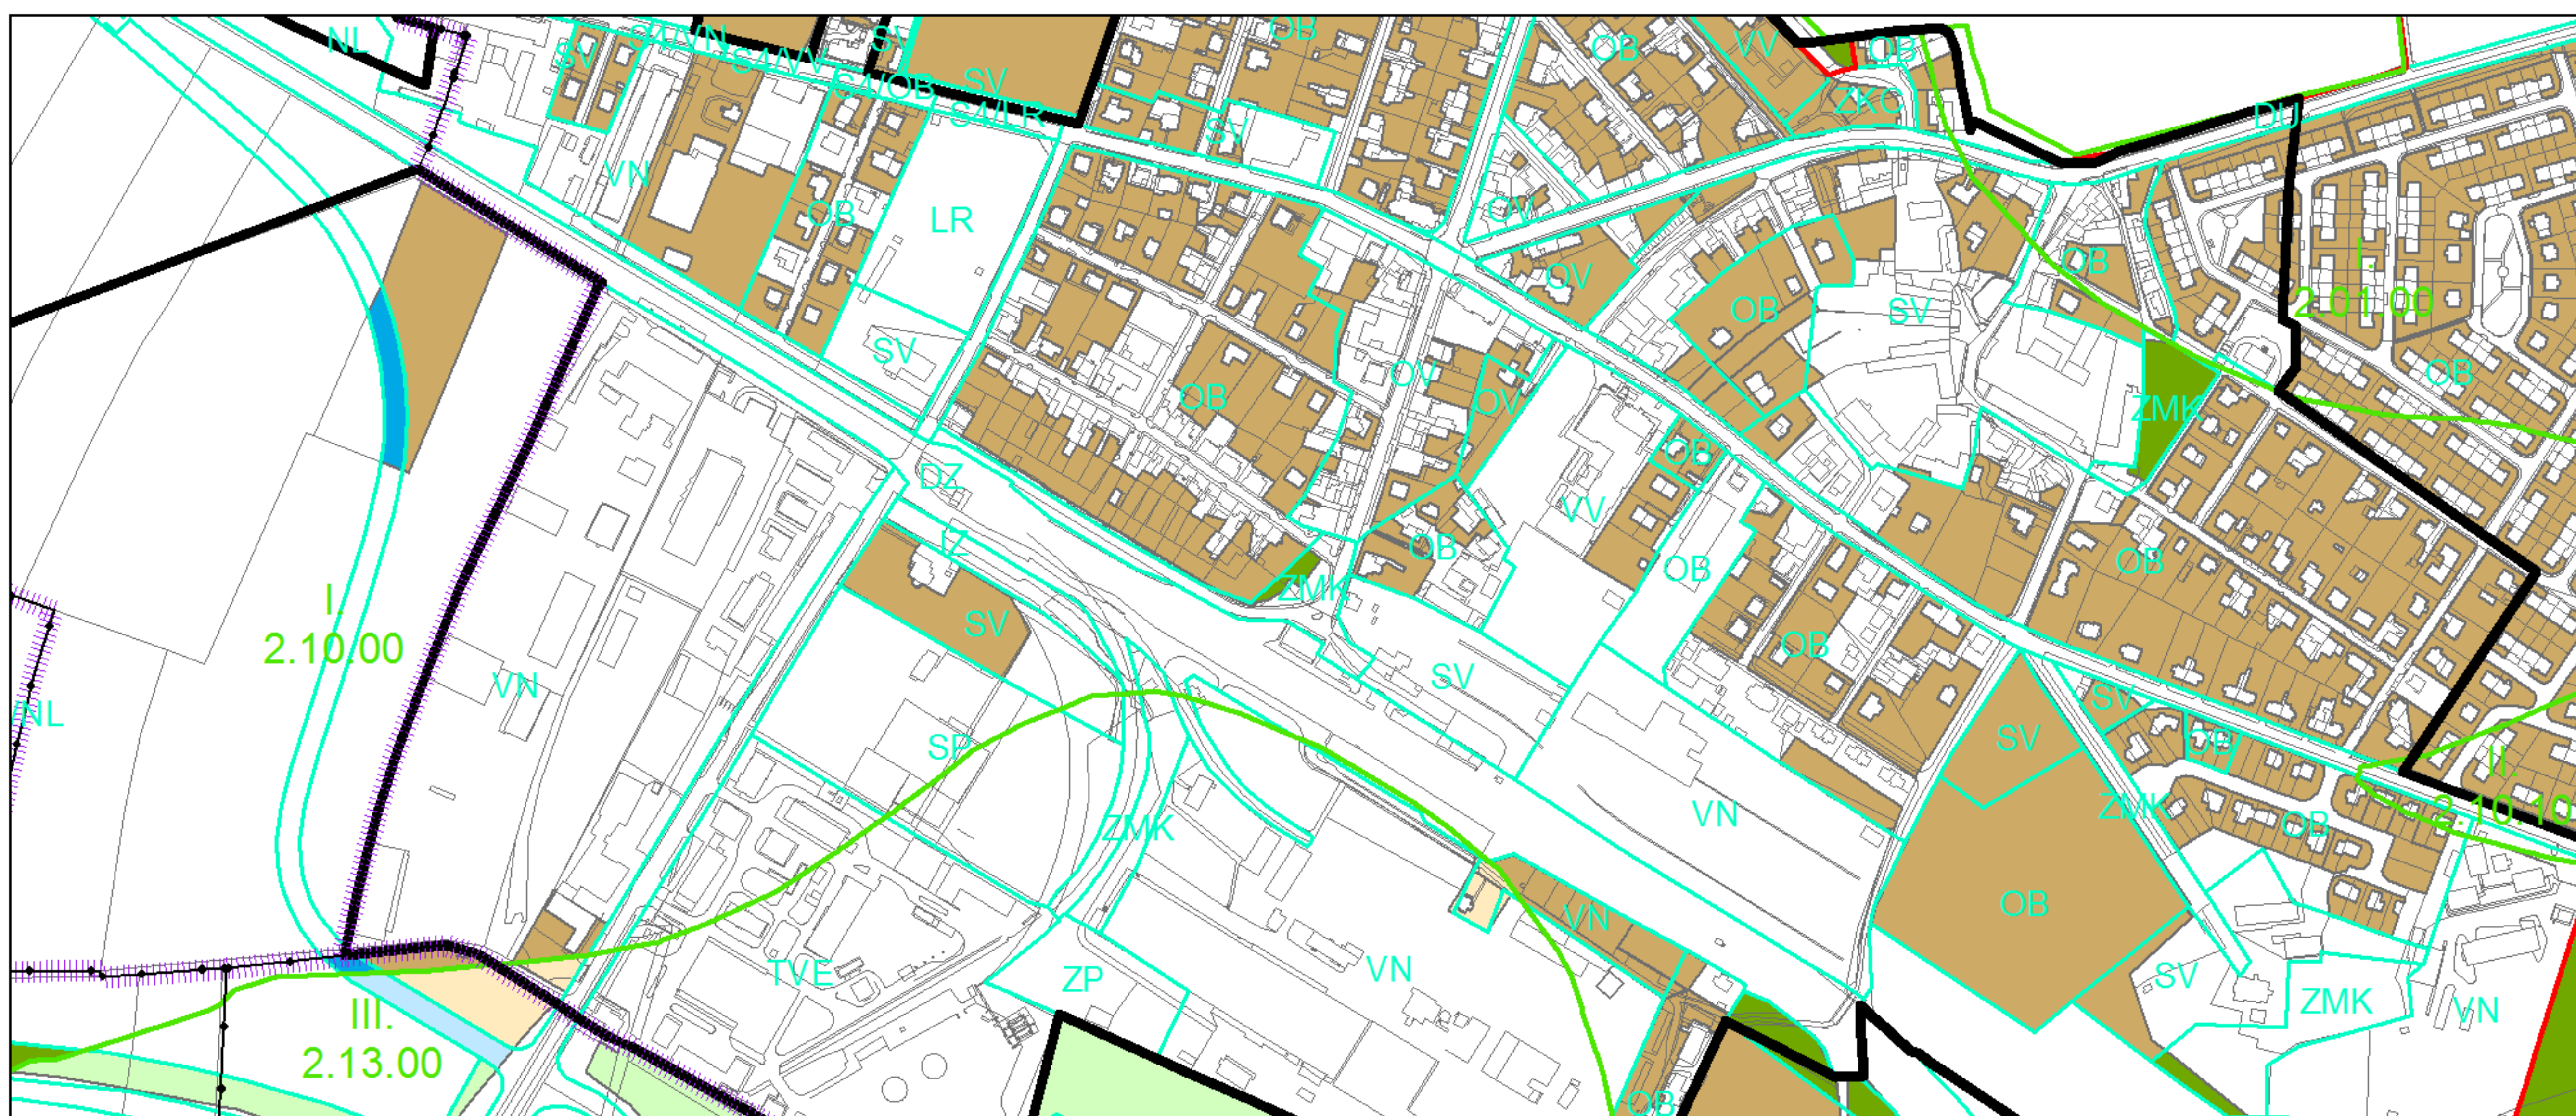 NL
SV
S4/VN
S4/VV
SV
S4/OB
SV
S4/LR
OB
SV
OB
VV
OB
ZKC
DU
VN
OB
LR
SV
OV
OV
OB
SV
OB
I.
2.01.00
OB
ZMK
OB
OV
OV
OB
VV
OB
OB
OB
DZ
IZ
SV
ZMK
I.
2.10.00
VN
NL
SP
SV
OB
SV
SV
OB
II.
2.10.10
ZMK
OB
VN
ZMK
OB
VN
VN
TVE
ZP
SV
ZMK
VN
III.
2.13.00
OB